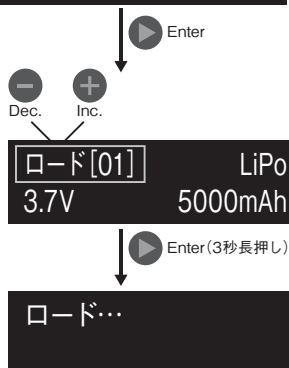 Enter
Dec. Inc.
ロード[01] LiPo
3.7V 5000mAh
Enter(3秒長押し)
ロード…